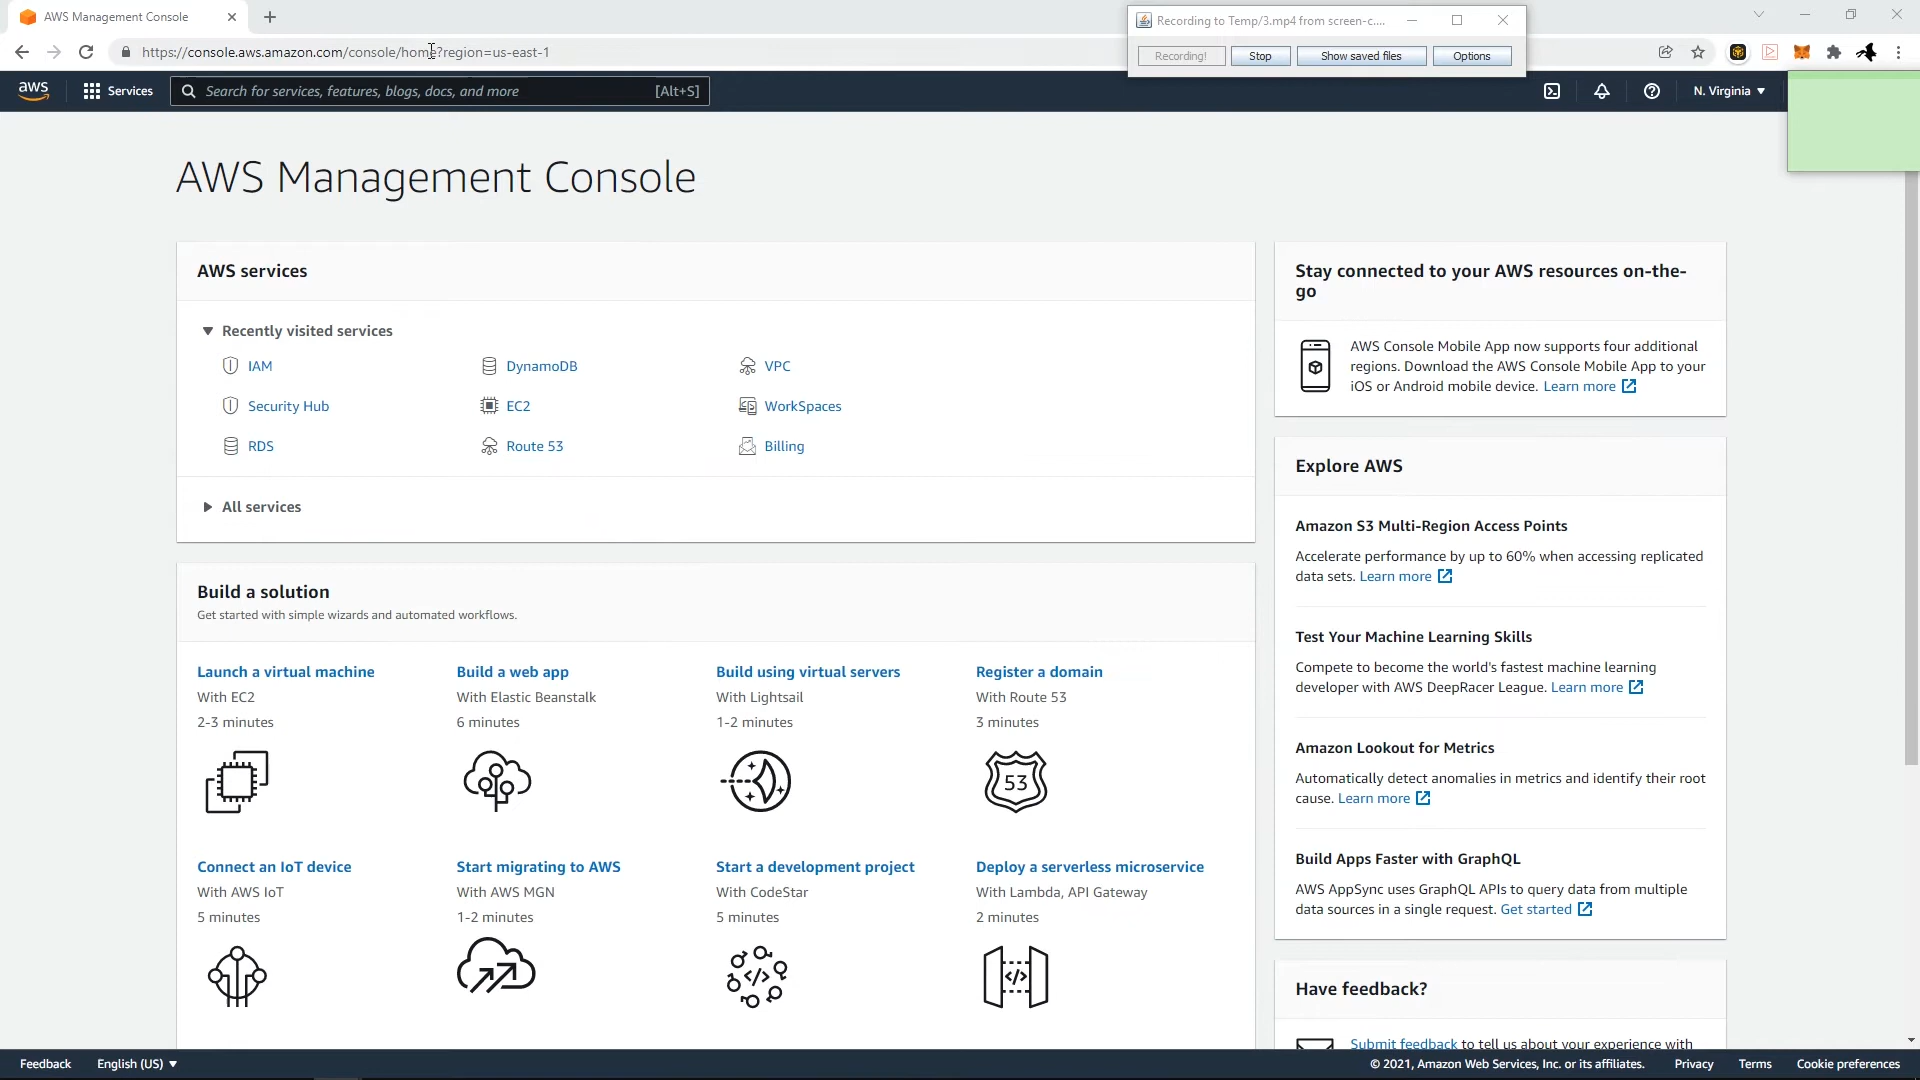 AWS Management Console
Recording to Temp/3.mp4 from screen-c....
https://console.aws.amazon.com/console/home?region=us-east-1
Recording!
Stop
Show saved files
Options
aws
Services
Search for services, features, blogs, docs, and more
[Alt+S]
N. Virginia
AWS Management Console
AWS services
Recently visited services
IAM
DynamoDB
VPC
Security Hub
EC2
WorkSpaces
RDS
Route 53
Billing
All services
Build a solution
Get started with simple wizards and automated workflows.
Launch a virtual machine
With EC2
2-3 minutes
Build a web app
With Elastic Beanstalk
6 minutes
Build using virtual servers
With Lightsail
1-2 minutes
Register a domain
With Route 53
3 minutes
53
Connect an IoT device
With AWS IoT
5 minutes
Start migrating to AWS
With AWS MGN
1-2 minutes
Start a development project
With CodeStar
5 minutes
</>
Deploy a serverless microservice
With Lambda, API Gateway
2 minutes
</>
Stay connected to your AWS resources on-the-
go
AWS Console Mobile App now supports four additional
regions. Download the AWS Console Mobile App to your
iOS or Android mobile device. Learn more
Explore AWS
Amazon S3 Multi-Region Access Points
Accelerate performance by up to 60% when accessing replicated
data sets. Learn more
Test Your Machine Learning Skills
Compete to become the world's fastest machine learning
developer with AWS DeepRacer League. Learn more
Amazon Lookout for Metrics
Automatically detect anomalies in metrics and identify their root
cause. Learn more
Build Apps Faster with GraphQL
AWS AppSync uses GraphQL APIs to query data from multiple
data sources in a single request. Get started
Have feedback?
Submit feedback to tell us about your experience with
Feedback
English (US)
© 2021, Amazon Web Services, Inc. or its affiliates.
Privacy
Terms
Cookie preferences